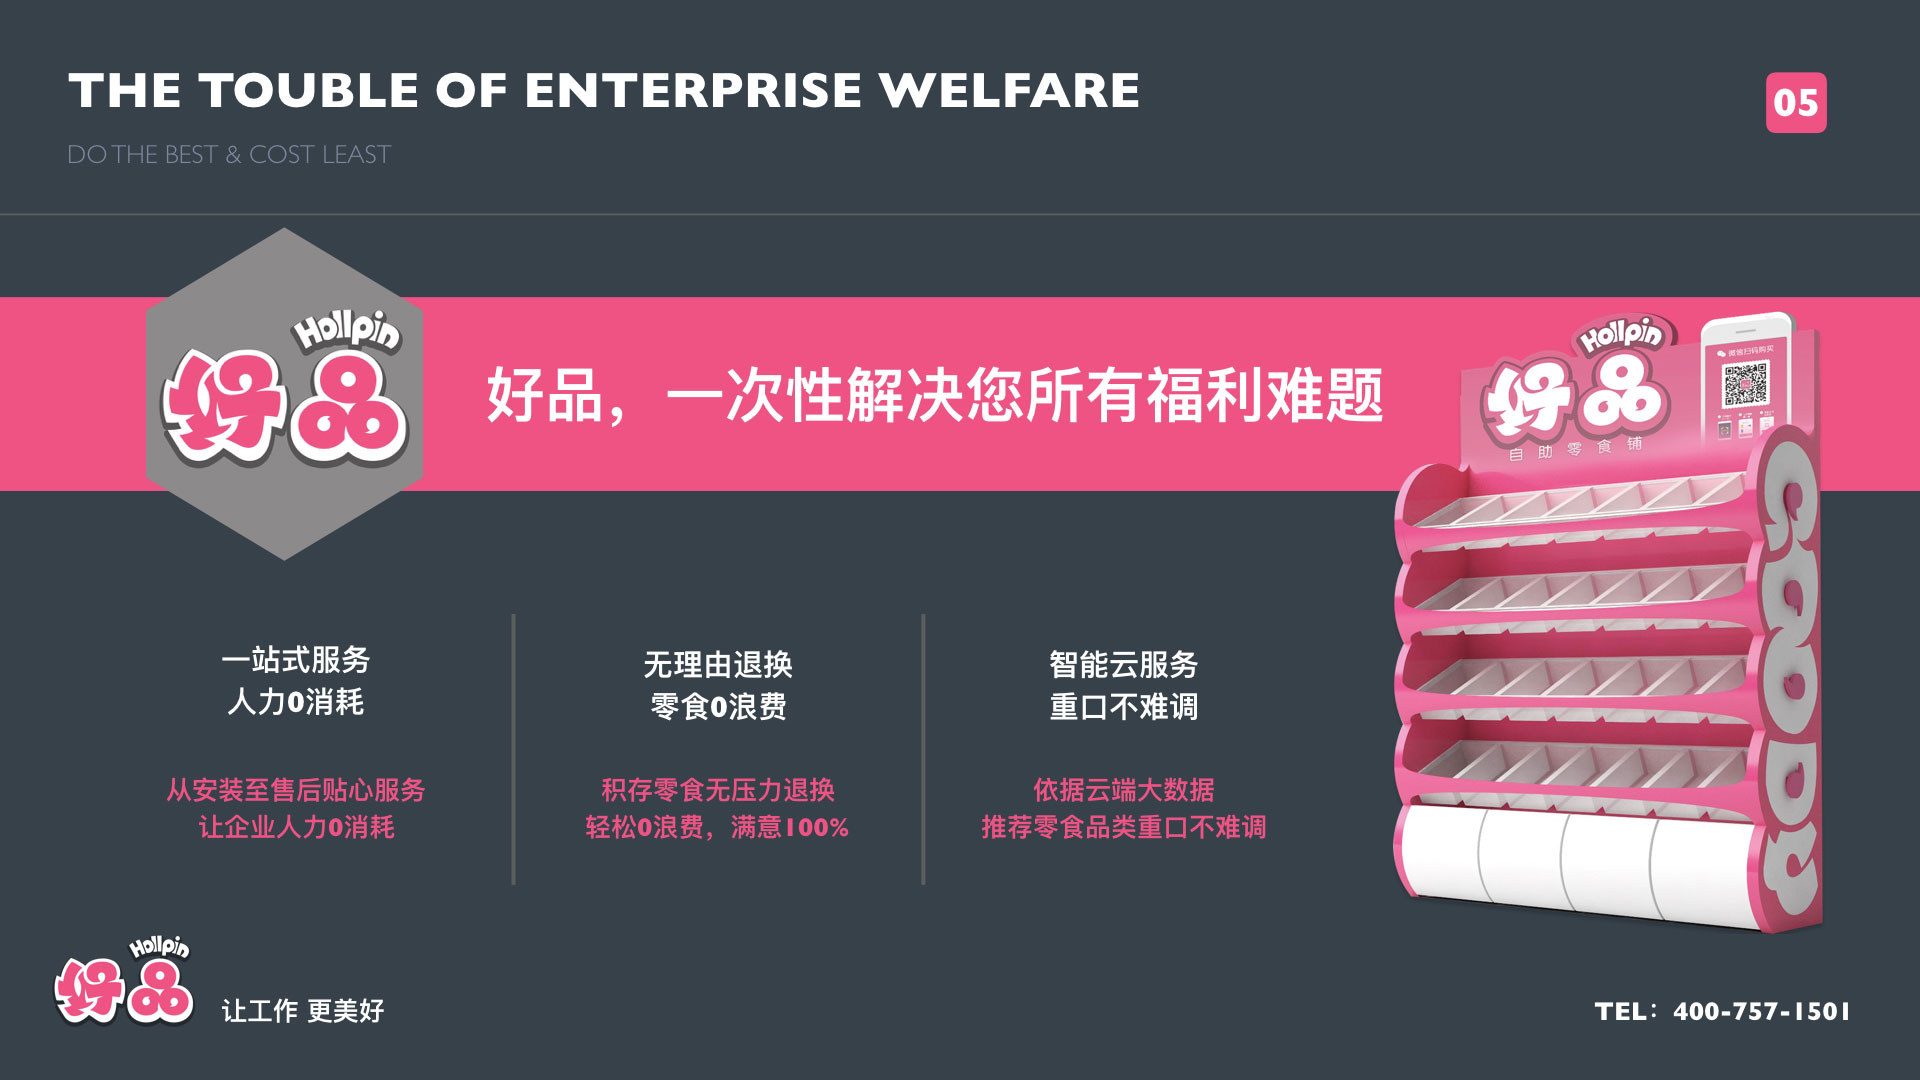 THE TOUBLE OF ENTERPRISE WELFARE
05
DO THE BEST & COST LEAST
Hollpin
好品
好品，一次性解决您所有福利难题
Hollpin
好品
自助零食铺
微信扫码购买
一站式服务
人力0消耗
从安装至售后贴心服务
让企业人力0消耗
无理由退换
零食0浪费
积存零食无压力退换
轻松0浪费，满意100%
智能云服务
重口不难调
依据云端大数据
推荐零食品类重口不难调
Hollpin
好品
让工作 更美好
TEL：400-757-1501